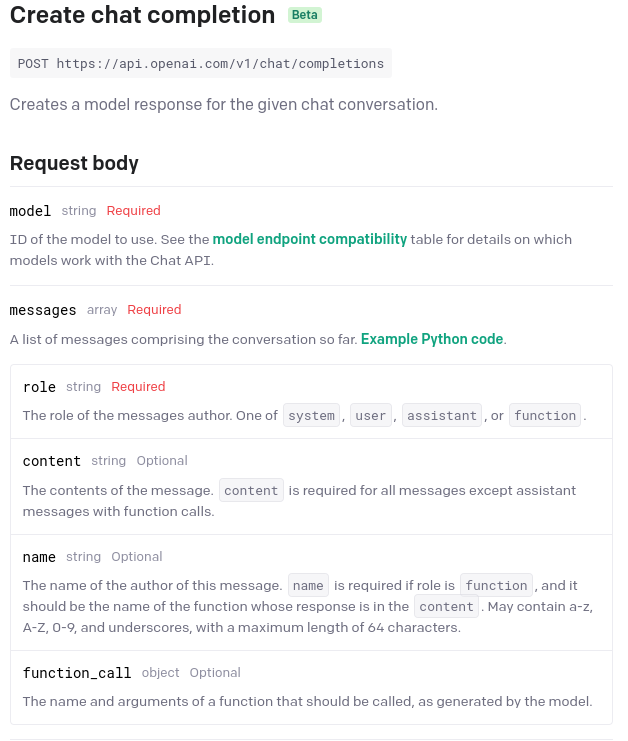 Create chat completion Beta
POST https://api.openai.com/v1/chat/completions
Creates a model response for the given chat conversation.
Request body
model string Required
ID of the model to use. See the model endpoint compatibility table for details on which
models work with the Chat API.
messages array Required
A list of messages comprising the conversation so far. Example Python code.
role string Required
The role of the messages author. One of system, user, assistant, or function.
content string Optional
The contents of the message. content is required for all messages except assistant
messages with function calls.
name string Optional
The name of the author of this message. name is required if role is function, and it
should be the name of the function whose response is in the content. May contain a-z,
A-Z, 0-9, and underscores, with a maximum length of 64 characters.
function_call object Optional
The name and arguments of a function that should be called, as generated by the model.